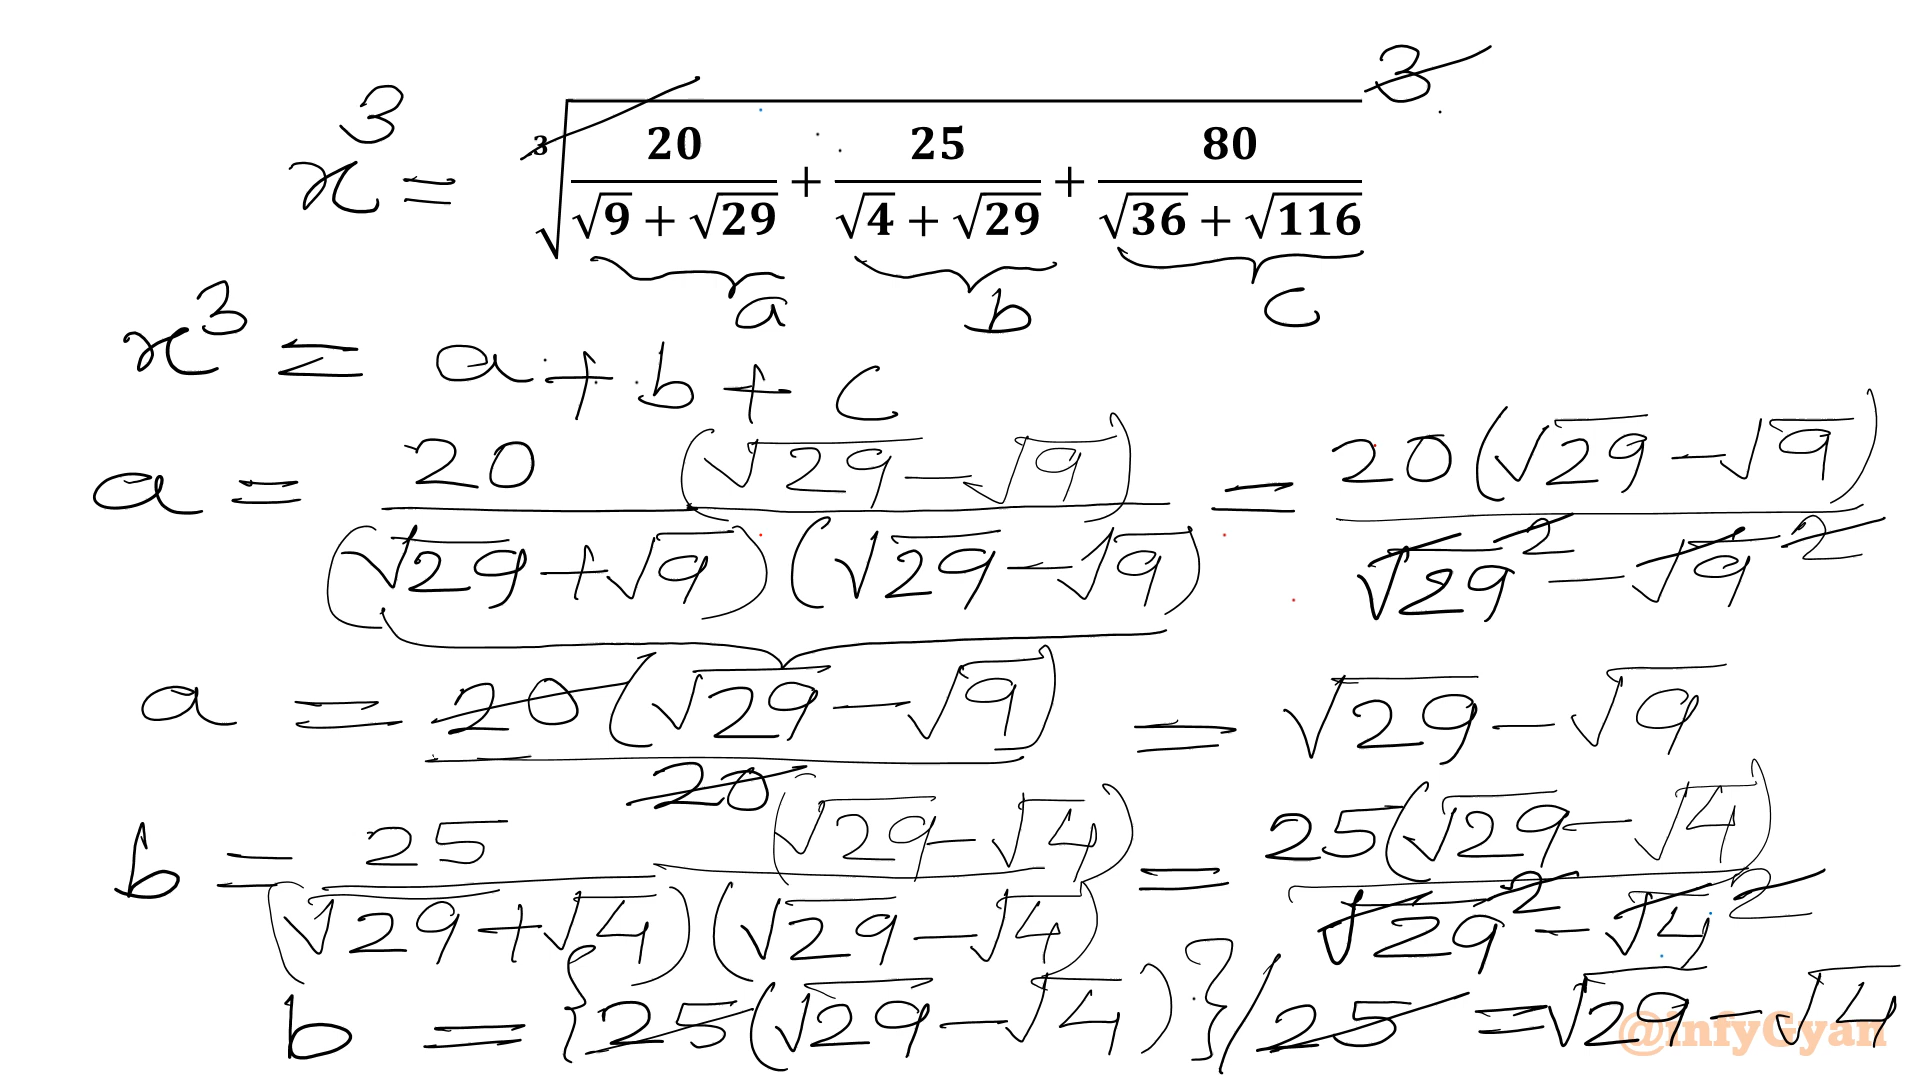 x³ = ∛(20/(√9 + √29) + 25/(√4 + √29) + 80/(√36 + √116)) ³
a b c
x³ = a + b + c
a = 20 (√29 − √9) / (√29 + √9) (√29 − √9) = 20 (√29 − √9) / √29² − √9²
a = 20 (√29 − √9) / 20 = √29 − √9
b = 25 (√29 − √4) / (√29 + √4) (√29 − √4) = 25 (√29 − √4) / √29² − √4²
b = {25 (√29 − √4)} / 25 = √29 − √4
@infyGyan